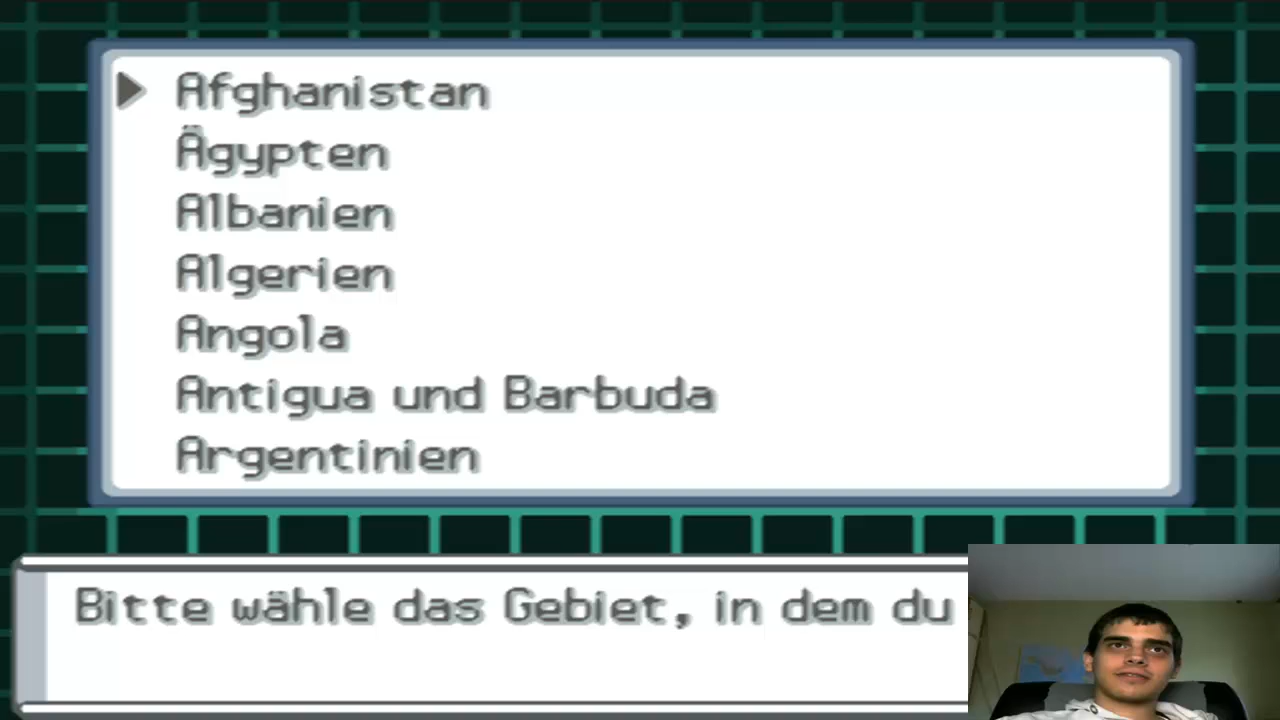 Afghanistan
Ägypten
Albanien
Algerien
Angola
Antigua und Barbuda
Argentinien
Bitte wähle das Gebiet, in dem du